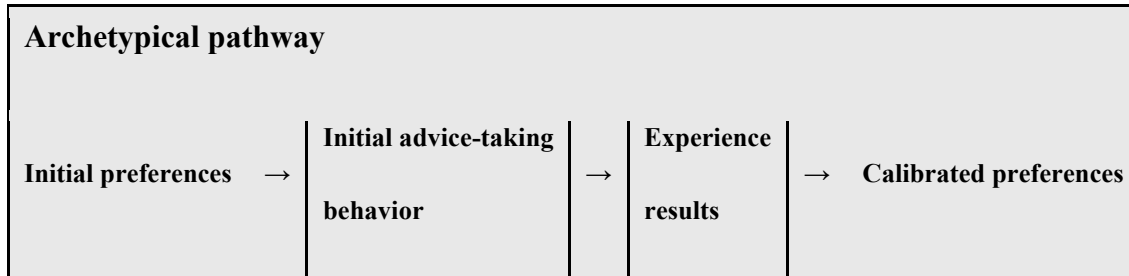 Archetypical pathway
Initial preferences → Initial advice-taking behavior → Experience results → Calibrated preferences